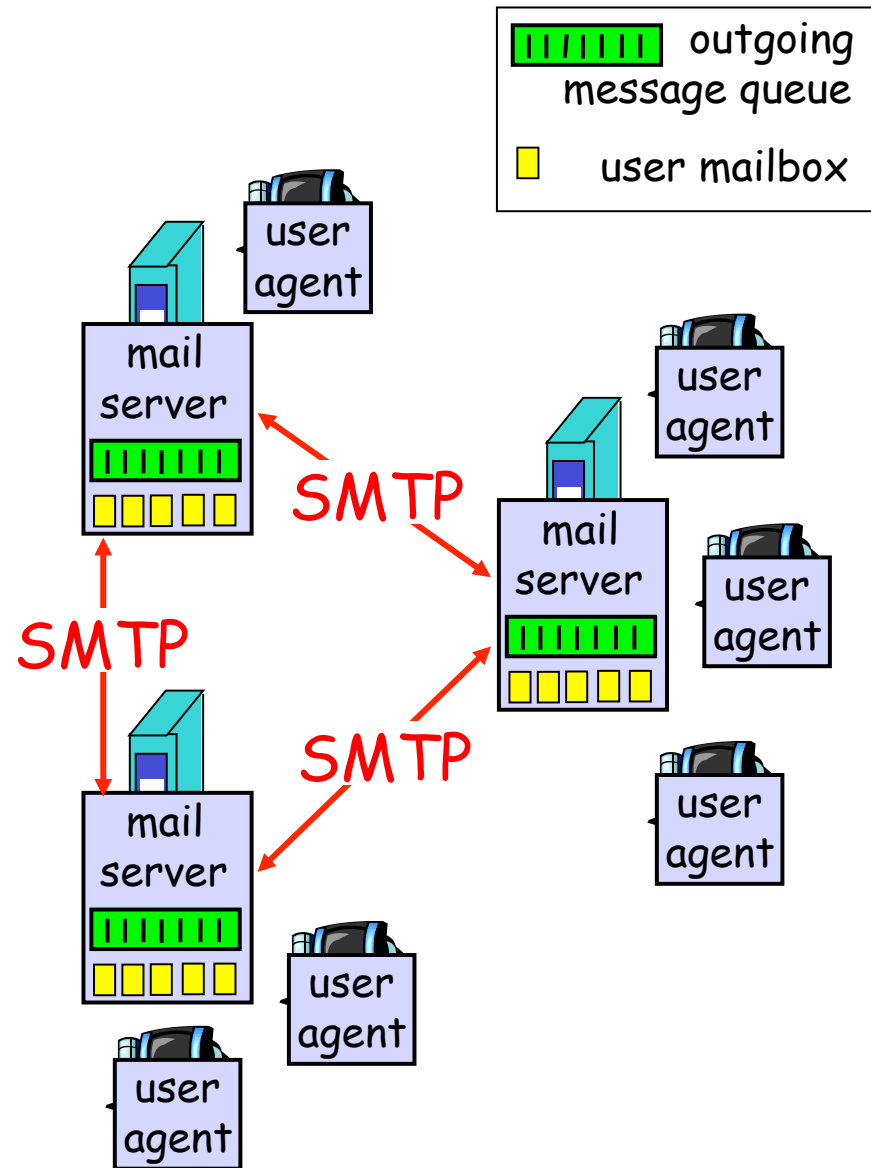 outgoing
message queue
user mailbox
user
agent
mail
server
user
agent
SMTP
mail
server
user
agent
SMTP
SMTP
user
agent
mail
server
user
agent
user
agent